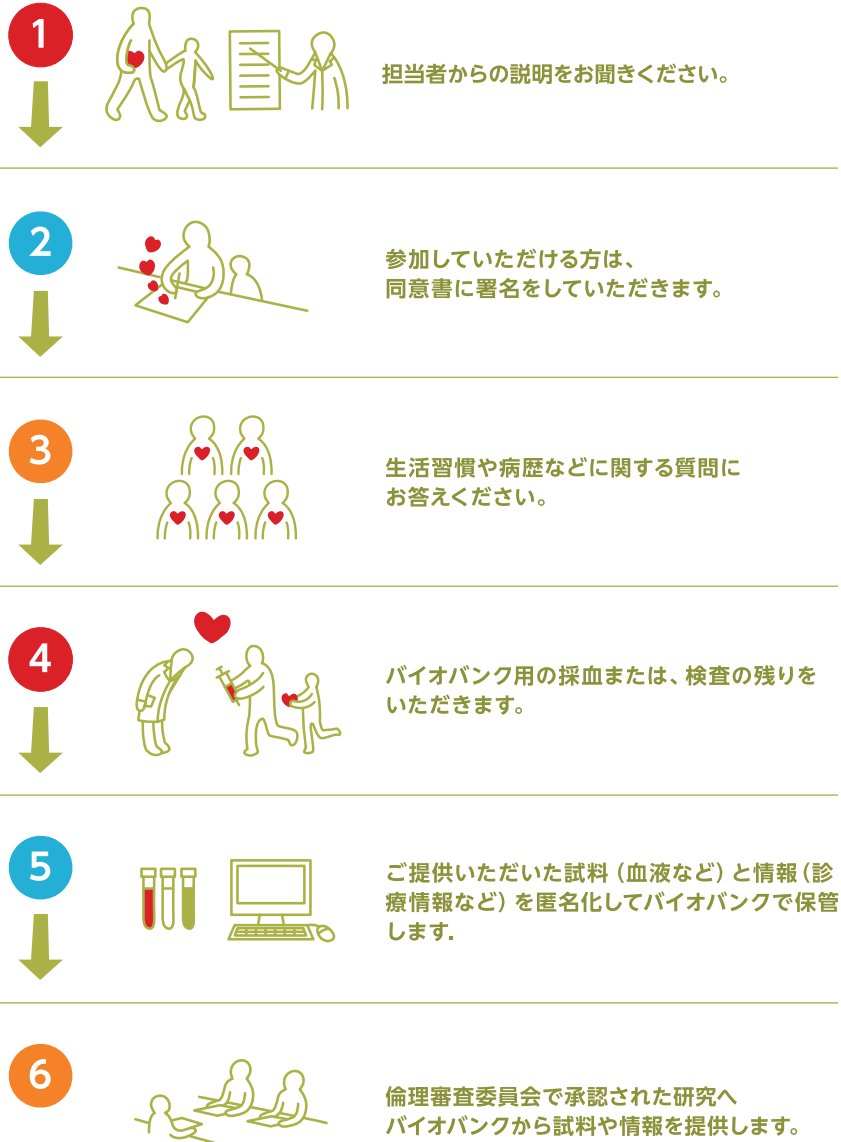 1
担当者からの説明をお聞きください。
2
参加していただける方は、
同意書に署名をしていただきます。
3
生活習慣や病歴などに関する質問に
お答えください。
4
バイオバンク用の採血または、検査の残りを
いただきます。
5
ご提供いただいた試料（血液など）と情報（診
療情報など）を匿名化してバイオバンクで保管
します.
6
倫理審査委員会で承認された研究へ
バイオバンクから試料や情報を提供します。